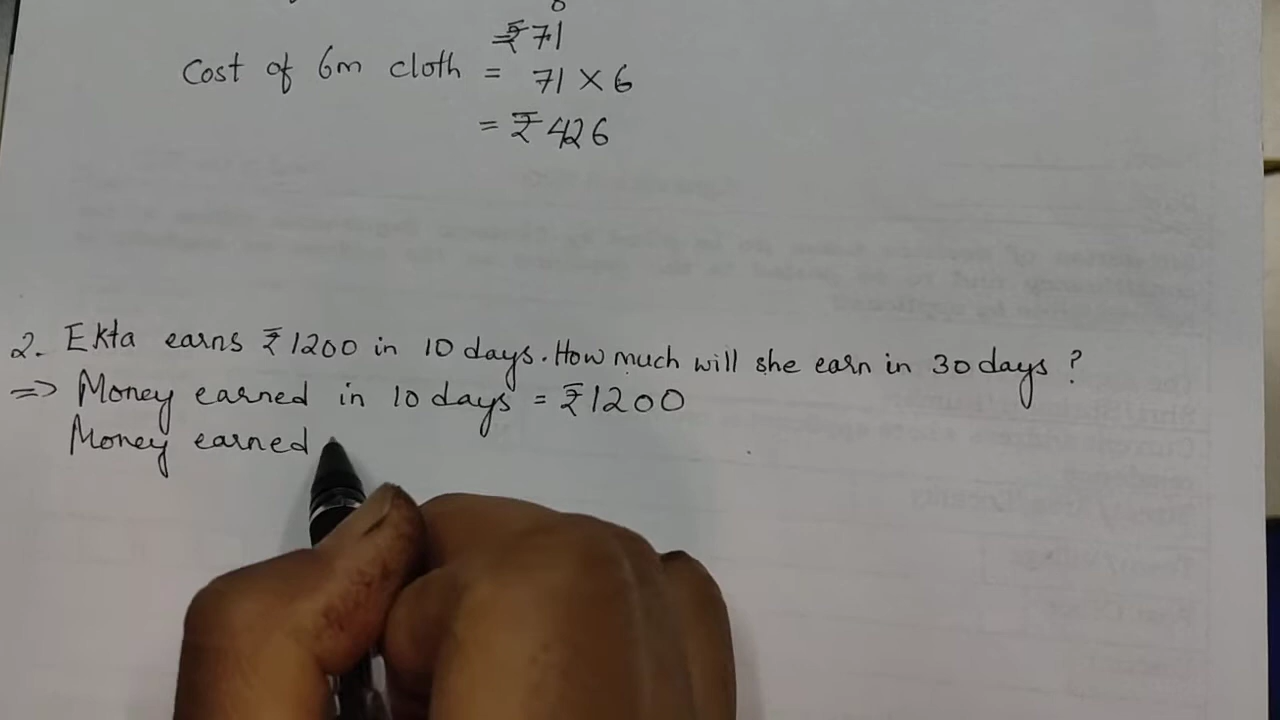 = ₹71
Cost of 6m cloth = 71 × 6
= ₹426
2. Ekta earns ₹1200 in 10 days. How much will she earn in 30 days ?
=> Money earned in 10 days = ₹1200
Money earned